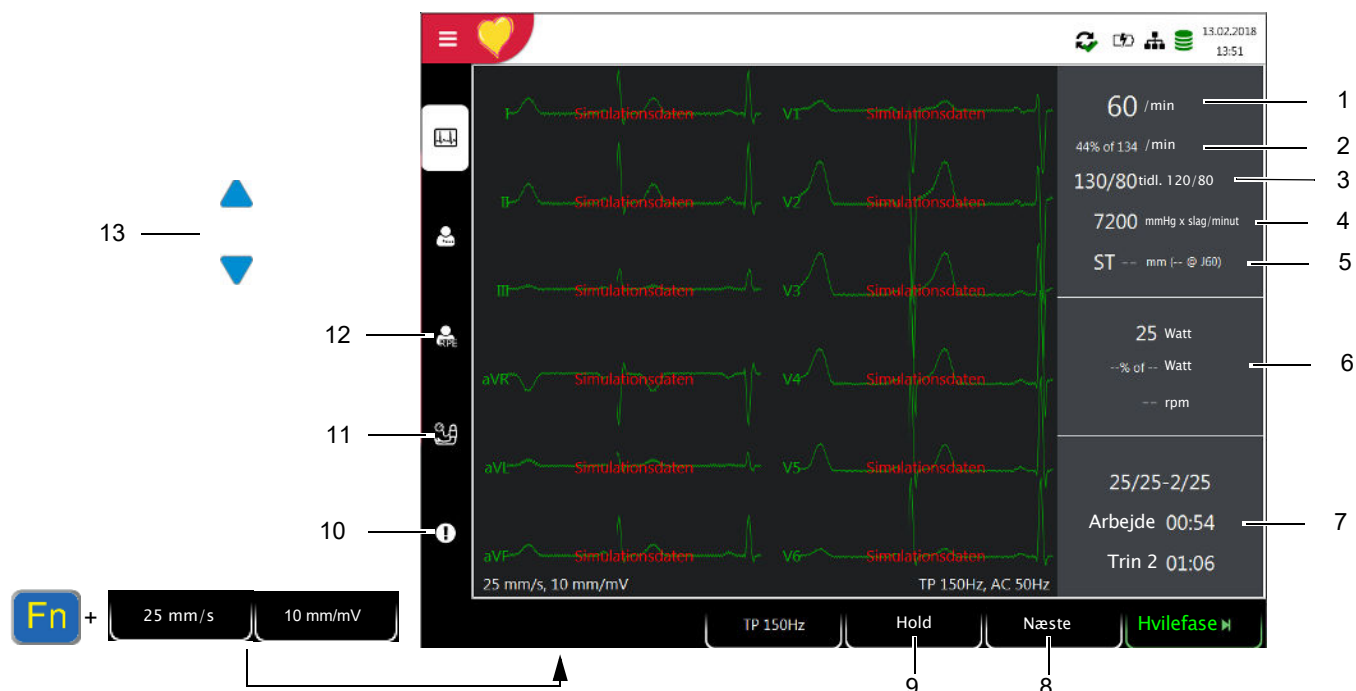 13.02.2018
13:51
I Simulationsdaten V1 Simulationsdaten
II Simulationsdaten V2 Simulationsdaten
III Simulationsdaten V3 Simulationsdaten
aVR Simulationsdaten V4 Simulationsdaten
aVL Simulationsdaten V5 Simulationsdaten
aVF Simulationsdaten V6 Simulationsdaten
25 mm/s, 10 mm/mV TP 150Hz, AC 50Hz
60 /min 1
44% of 134 /min 2
130/80 tidl. 120/80 3
7200 mmHg x slag/minut 4
ST -- mm (-- @ J60) 5
25 Watt
--% of -- Watt 6
-- rpm
25/25-2/25
Arbejde 00:54 7
Trin 2 01:06
13
12
RPE
11
10
Fn + 25 mm/s 10 mm/mV
TP 150Hz Hold Næste Hvilefase
9 8